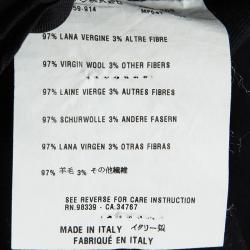 97% LANA VERGINE 3% ALTRE FIBRE
97% VIRGIN WOOL 3% OTHER FIBERS
97% LAINE VIERGE 3% AUTRES FIBRES
97% SCHURWOLLE 3% ANDERE FASERN
97% LANA VIRGEN 3% OTRAS FIBRAS
97% 羊毛 3% その他繊維
SEE REVERSE FOR CARE INSTRUCTION
RN.98339 - CA.34767
MADE IN ITALY イタリー製
FABRIQUÉ EN ITALY